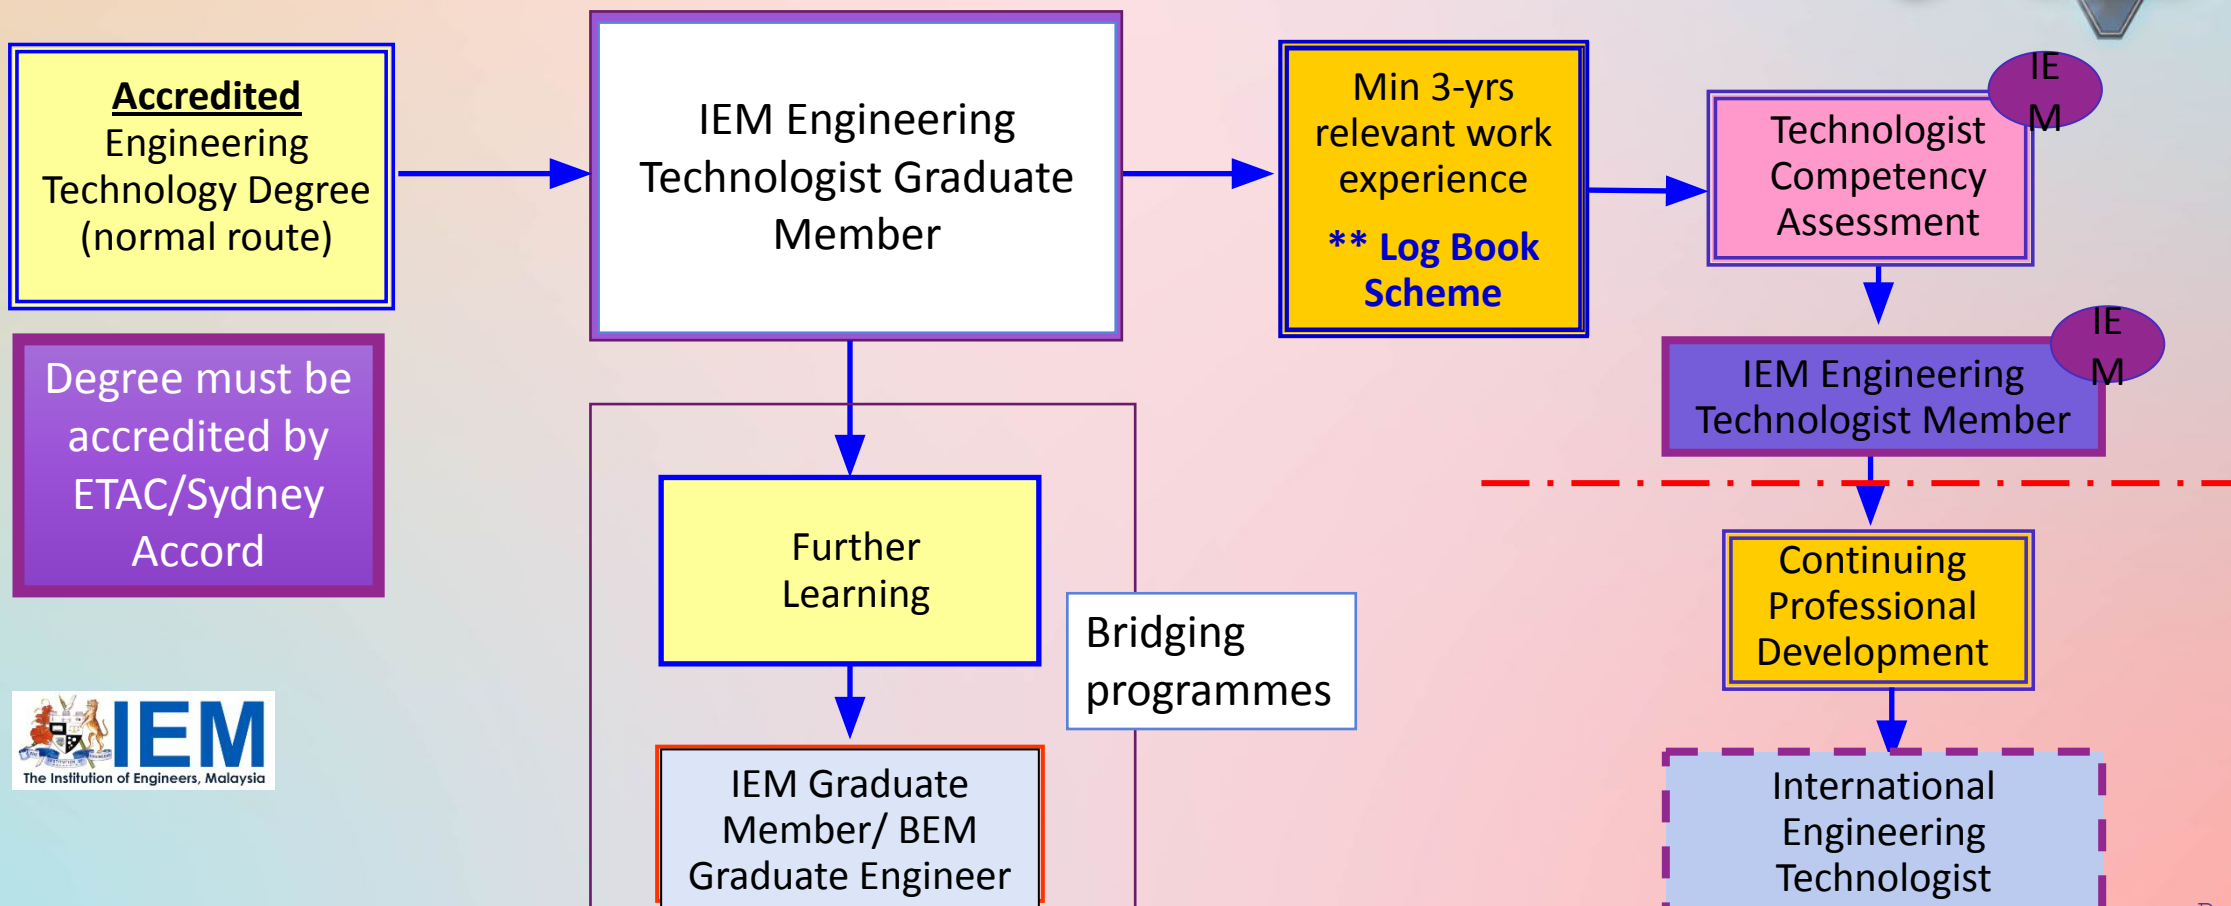 Accredited
Engineering
Technology Degree
(normal route)
Degree must be
accredited by
ETAC/Sydney
Accord
IEM
The Institution of Engineers, Malaysia
IEM Engineering
Technologist Graduate
Member
Further
Learning
Bridging
programmes
IEM Graduate
Member/ BEM
Graduate Engineer
Min 3-yrs
relevant work
experience
** Log Book
Scheme
IE
M
Technologist
Competency
Assessment
IE
M
IEM Engineering
Technologist Member
Continuing
Professional
Development
International
Engineering
Technologist